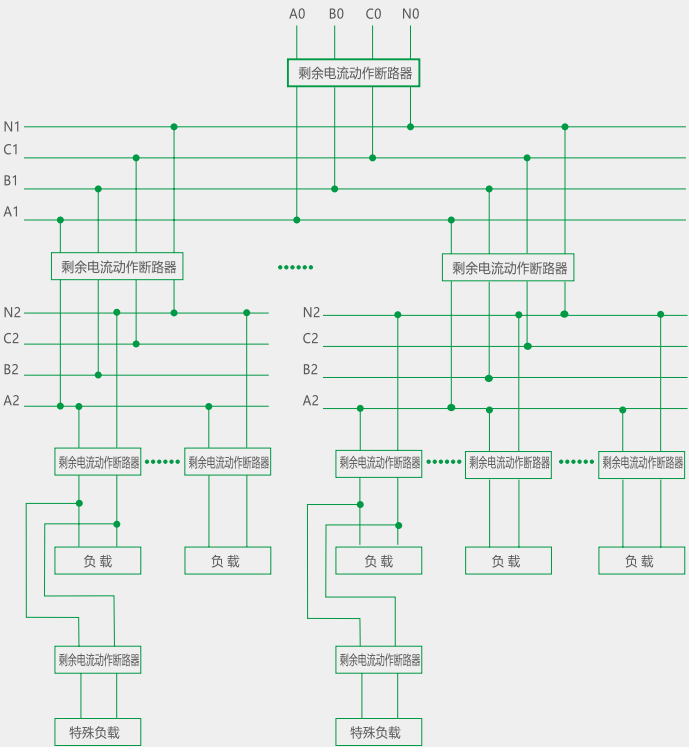 A0 B0 C0 N0
剩余电流动作断路器
N1
C1
B1
A1
剩余电流动作断路器
剩余电流动作断路器
N2
C2
B2
A2
N2
C2
B2
A2
剩余电流动作断路器
剩余电流动作断路器
剩余电流动作断路器
剩余电流动作断路器
剩余电流动作断路器
负 载
负 载
负 载
负 载
负 载
剩余电流动作断路器
剩余电流动作断路器
特殊负载
特殊负载